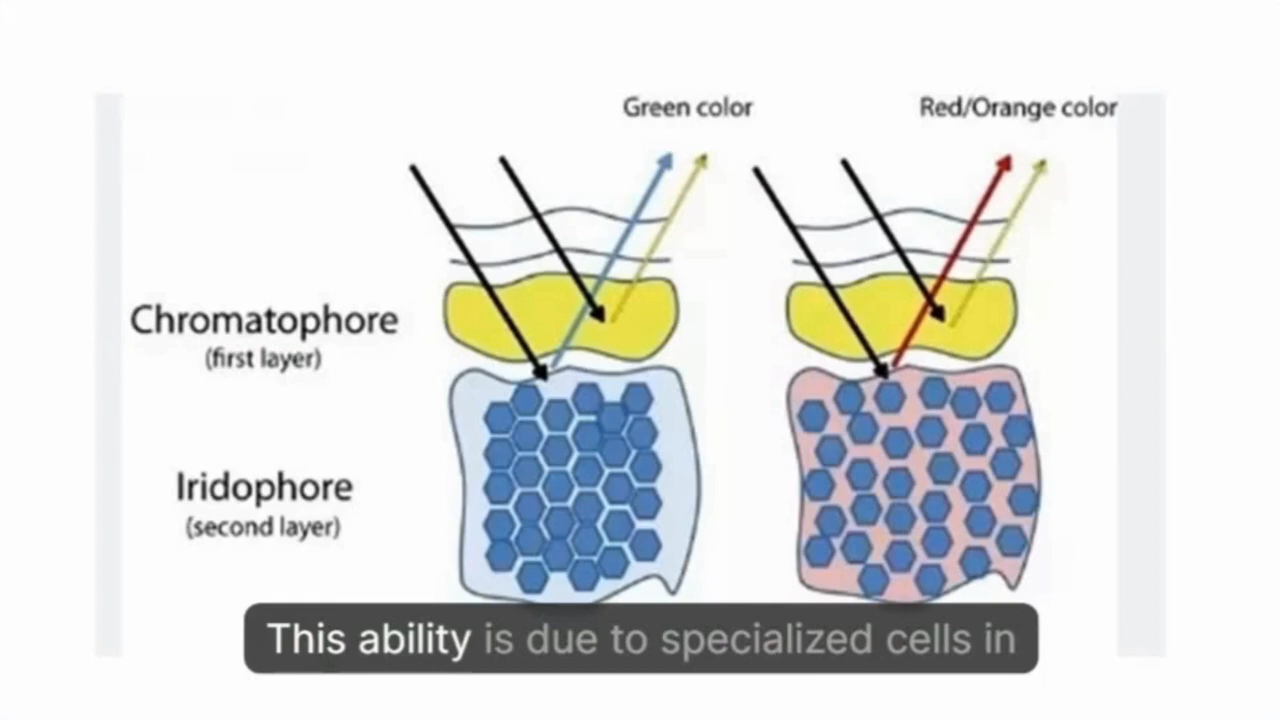 Green color
Red/Orange color
Chromatophore
(first layer)
Iridophore
(second layer)
This ability is due to specialized cells in